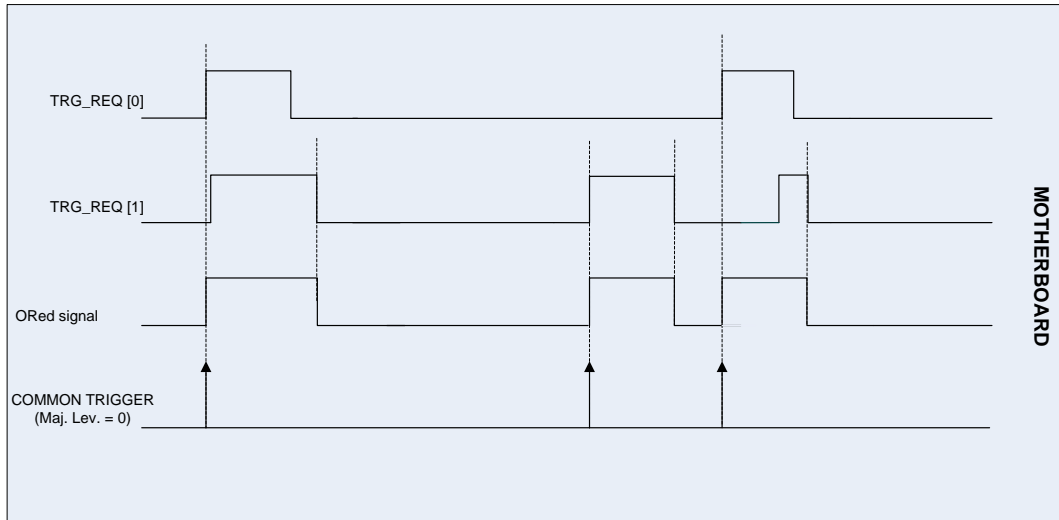 TRG_REQ [0]
TRG_REQ [1]
ORed signal
COMMON TRIGGER
(Maj. Lev. = 0)
MOTHERBOARD